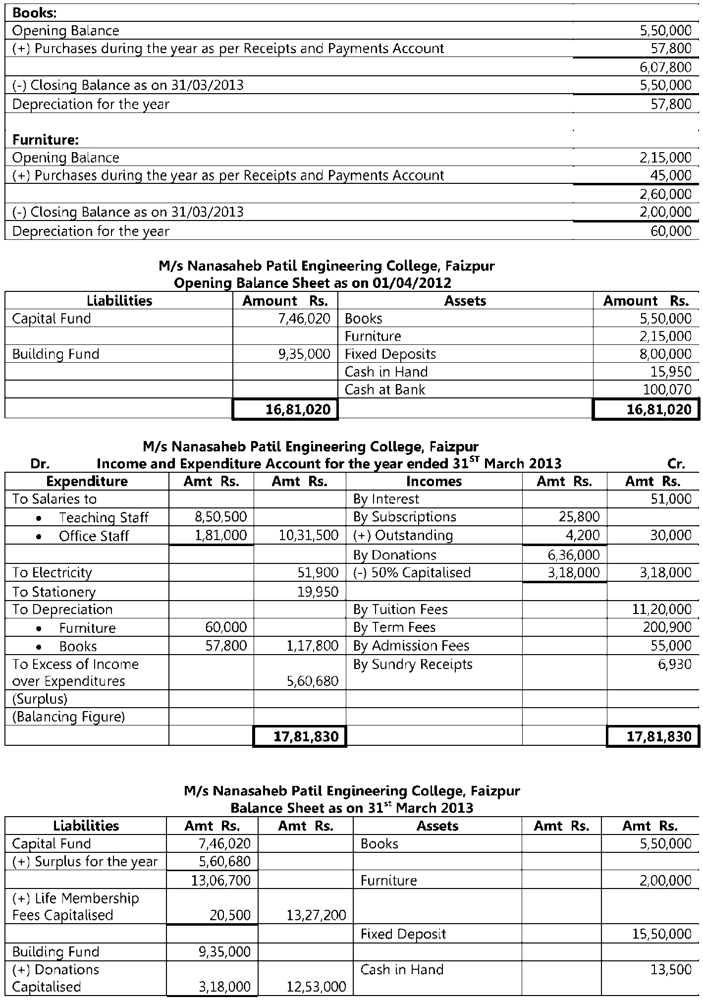 Books:
Opening Balance 5,50,000
(+) Purchases during the year as per Receipts and Payments Account 57,800
6,07,800
(-) Closing Balance as on 31/03/2013 5,50,000
Depreciation for the year 57,800
Furniture:
Opening Balance 2,15,000
(+) Purchases during the year as per Receipts and Payments Account 45,000
2,60,000
(-) Closing Balance as on 31/03/2013 2,00,000
Depreciation for the year 60,000
M/s Nanasaheb Patil Engineering College, Faizpur
Opening Balance Sheet as on 01/04/2012
Liabilities Amount Rs. Assets Amount Rs.
Capital Fund 7,46,020 Books 5,50,000
Furniture 2,15,000
Building Fund 9,35,000 Fixed Deposits 8,00,000
Cash in Hand 15,950
Cash at Bank 100,070
16,81,020 16,81,020
M/s Nanasaheb Patil Engineering College, Faizpur
Dr. Income and Expenditure Account for the year ended 31ST March 2013 Cr.
Expenditure Amt Rs. Amt Rs. Incomes Amt Rs. Amt Rs.
To Salaries to By Interest 51,000
• Teaching Staff 8,50,500 By Subscriptions 25,800
• Office Staff 1,81,000 10,31,500 (+) Outstanding 4,200 30,000
By Donations 6,36,000
To Electricity 51,900 (-) 50% Capitalised 3,18,000 3,18,000
To Stationery 19,950
To Depreciation By Tuition Fees 11,20,000
• Furniture 60,000 By Term Fees 200,900
• Books 57,800 1,17,800 By Admission Fees 55,000
To Excess of Income By Sundry Receipts 6,930
over Expenditures 5,60,680
(Surplus)
(Balancing Figure)
17,81,830 17,81,830
M/s Nanasaheb Patil Engineering College, Faizpur
Balance Sheet as on 31st March 2013
Liabilities Amt Rs. Amt Rs. Assets Amt Rs. Amt Rs.
Capital Fund 7,46,020 Books 5,50,000
(+) Surplus for the year 5,60,680
13,06,700 Furniture 2,00,000
(+) Life Membership
Fees Capitalised 20,500 13,27,200
Fixed Deposit 15,50,000
Building Fund 9,35,000
(+) Donations Cash in Hand 13,500
Capitalised 3,18,000 12,53,000